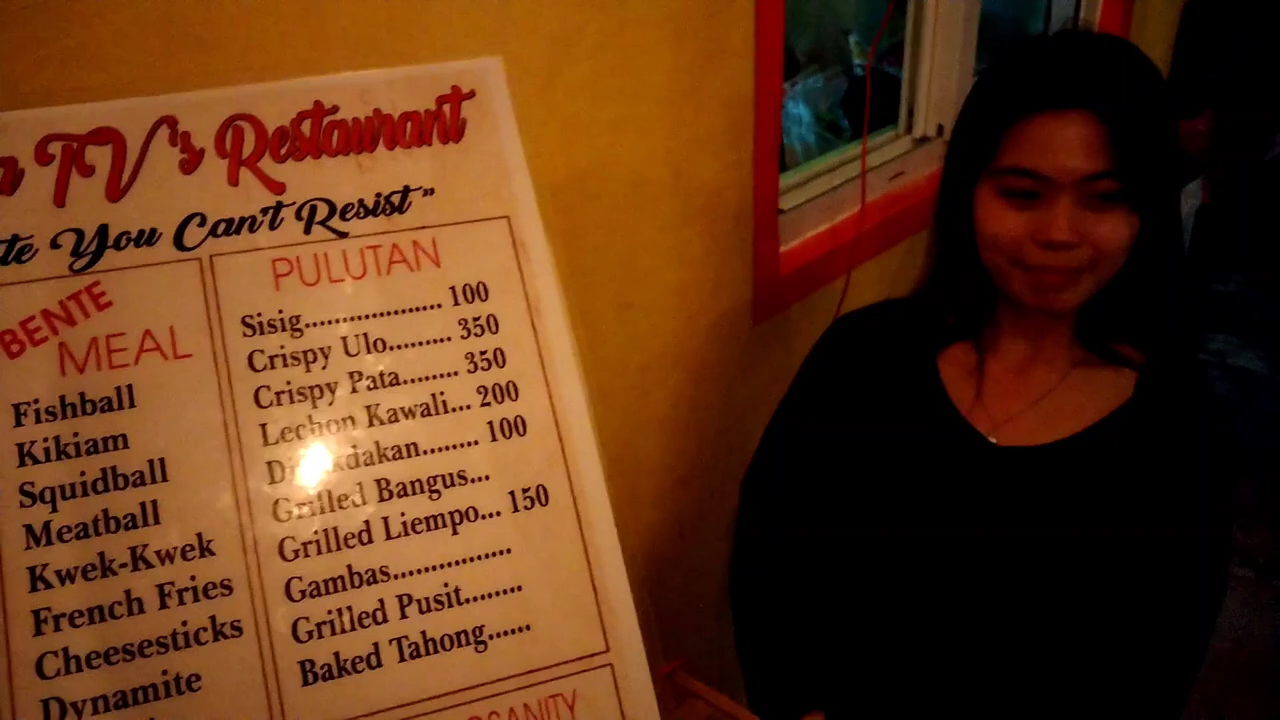 TV's Restaurant
You Can't Resist"
BENTE
MEAL
Fishball
Kikiam
Squidball
Meatball
Kwek-Kwek
French Fries
Cheesesticks
Dynamite
PULUTAN
Sisig................... 100
Crispy Ulo......... 350
Crispy Pata........ 350
Lechon Kawali... 200
........ 100
Grilled Bangus...
Grilled Liempo... 150
Gambas................
Grilled Pusit........
Baked Tahong......